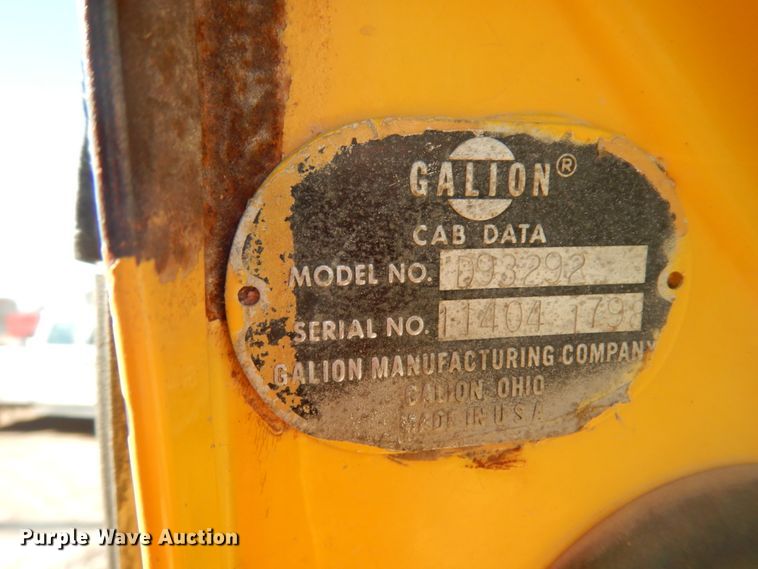 GALION®
CAB DATA
MODEL NO. D93292
SERIAL NO. 11404 179
GALION MANUFACTURING COMPANY
GALION, OHIO
MADE IN U.S.A.
Purple Wave Auction